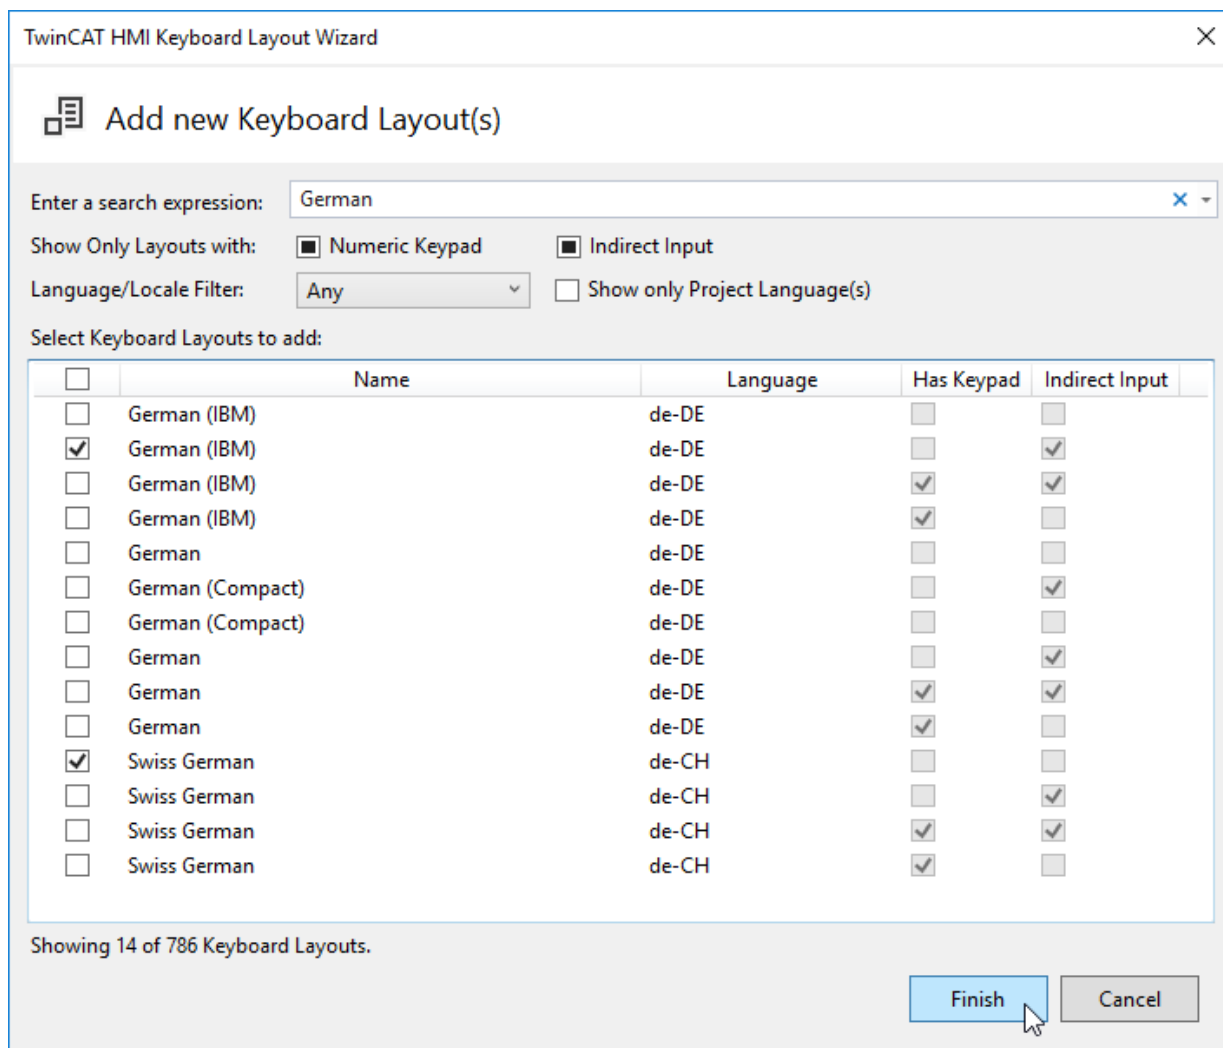 TwinCAT HMI Keyboard Layout Wizard
Add new Keyboard Layout(s)
Enter a search expression: German
Show Only Layouts with: Numeric Keypad Indirect Input
Language/Locale Filter: Any Show only Project Language(s)
Select Keyboard Layouts to add:
Name Language Has Keypad Indirect Input
German (IBM) de-DE
German (IBM) de-DE
German (IBM) de-DE
German (IBM) de-DE
German de-DE
German (Compact) de-DE
German (Compact) de-DE
German de-DE
German de-DE
German de-DE
Swiss German de-CH
Swiss German de-CH
Swiss German de-CH
Swiss German de-CH
Showing 14 of 786 Keyboard Layouts.
Finish Cancel